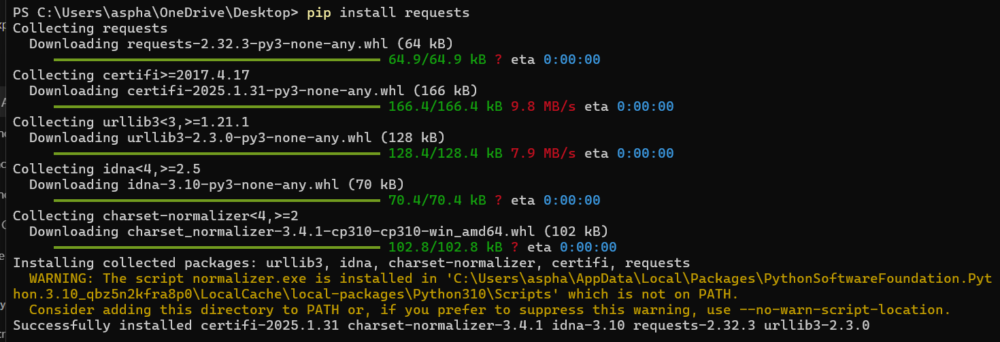 PS C:\Users\aspha\OneDrive\Desktop> pip install requests
Collecting requests
  Downloading requests-2.32.3-py3-none-any.whl (64 kB)
     64.9/64.9 kB ? eta 0:00:00
Collecting certifi>=2017.4.17
  Downloading certifi-2025.1.31-py3-none-any.whl (166 kB)
     166.4/166.4 kB 9.8 MB/s eta 0:00:00
Collecting urllib3<3,>=1.21.1
  Downloading urllib3-2.3.0-py3-none-any.whl (128 kB)
     128.4/128.4 kB 7.9 MB/s eta 0:00:00
Collecting idna<4,>=2.5
  Downloading idna-3.10-py3-none-any.whl (70 kB)
     70.4/70.4 kB ? eta 0:00:00
Collecting charset-normalizer<4,>=2
  Downloading charset_normalizer-3.4.1-cp310-cp310-win_amd64.whl (102 kB)
     102.8/102.8 kB ? eta 0:00:00
Installing collected packages: urllib3, idna, charset-normalizer, certifi, requests
  WARNING: The script normalizer.exe is installed in 'C:\Users\aspha\AppData\Local\Packages\PythonSoftwareFoundation.Pyt
hon.3.10_qbz5n2kfra8p0\LocalCache\local-packages\Python310\Scripts' which is not on PATH.
  Consider adding this directory to PATH or, if you prefer to suppress this warning, use --no-warn-script-location.
Successfully installed certifi-2025.1.31 charset-normalizer-3.4.1 idna-3.10 requests-2.32.3 urllib3-2.3.0